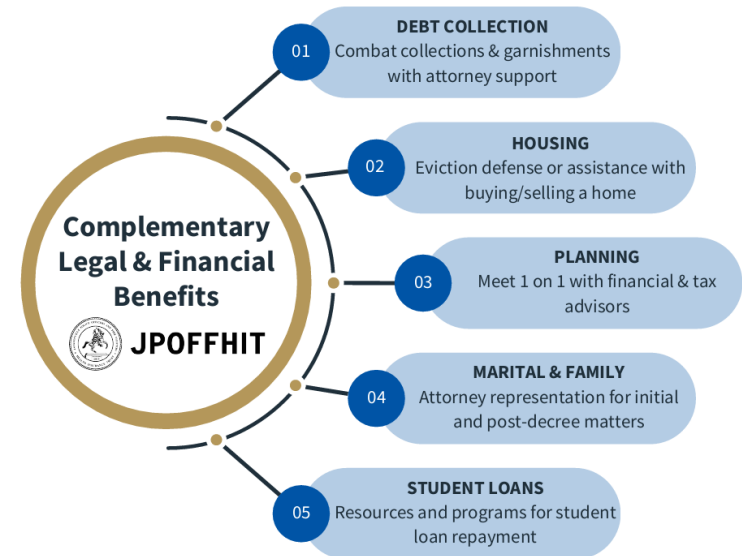 Complementary
Legal & Financial
Benefits
JPOFFHIT
01
DEBT COLLECTION
Combat collections & garnishments
with attorney support
02
HOUSING
Eviction defense or assistance with
buying/selling a home
03
PLANNING
Meet 1 on 1 with financial & tax
advisors
04
MARITAL & FAMILY
Attorney representation for initial
and post-decree matters
05
STUDENT LOANS
Resources and programs for student
loan repayment